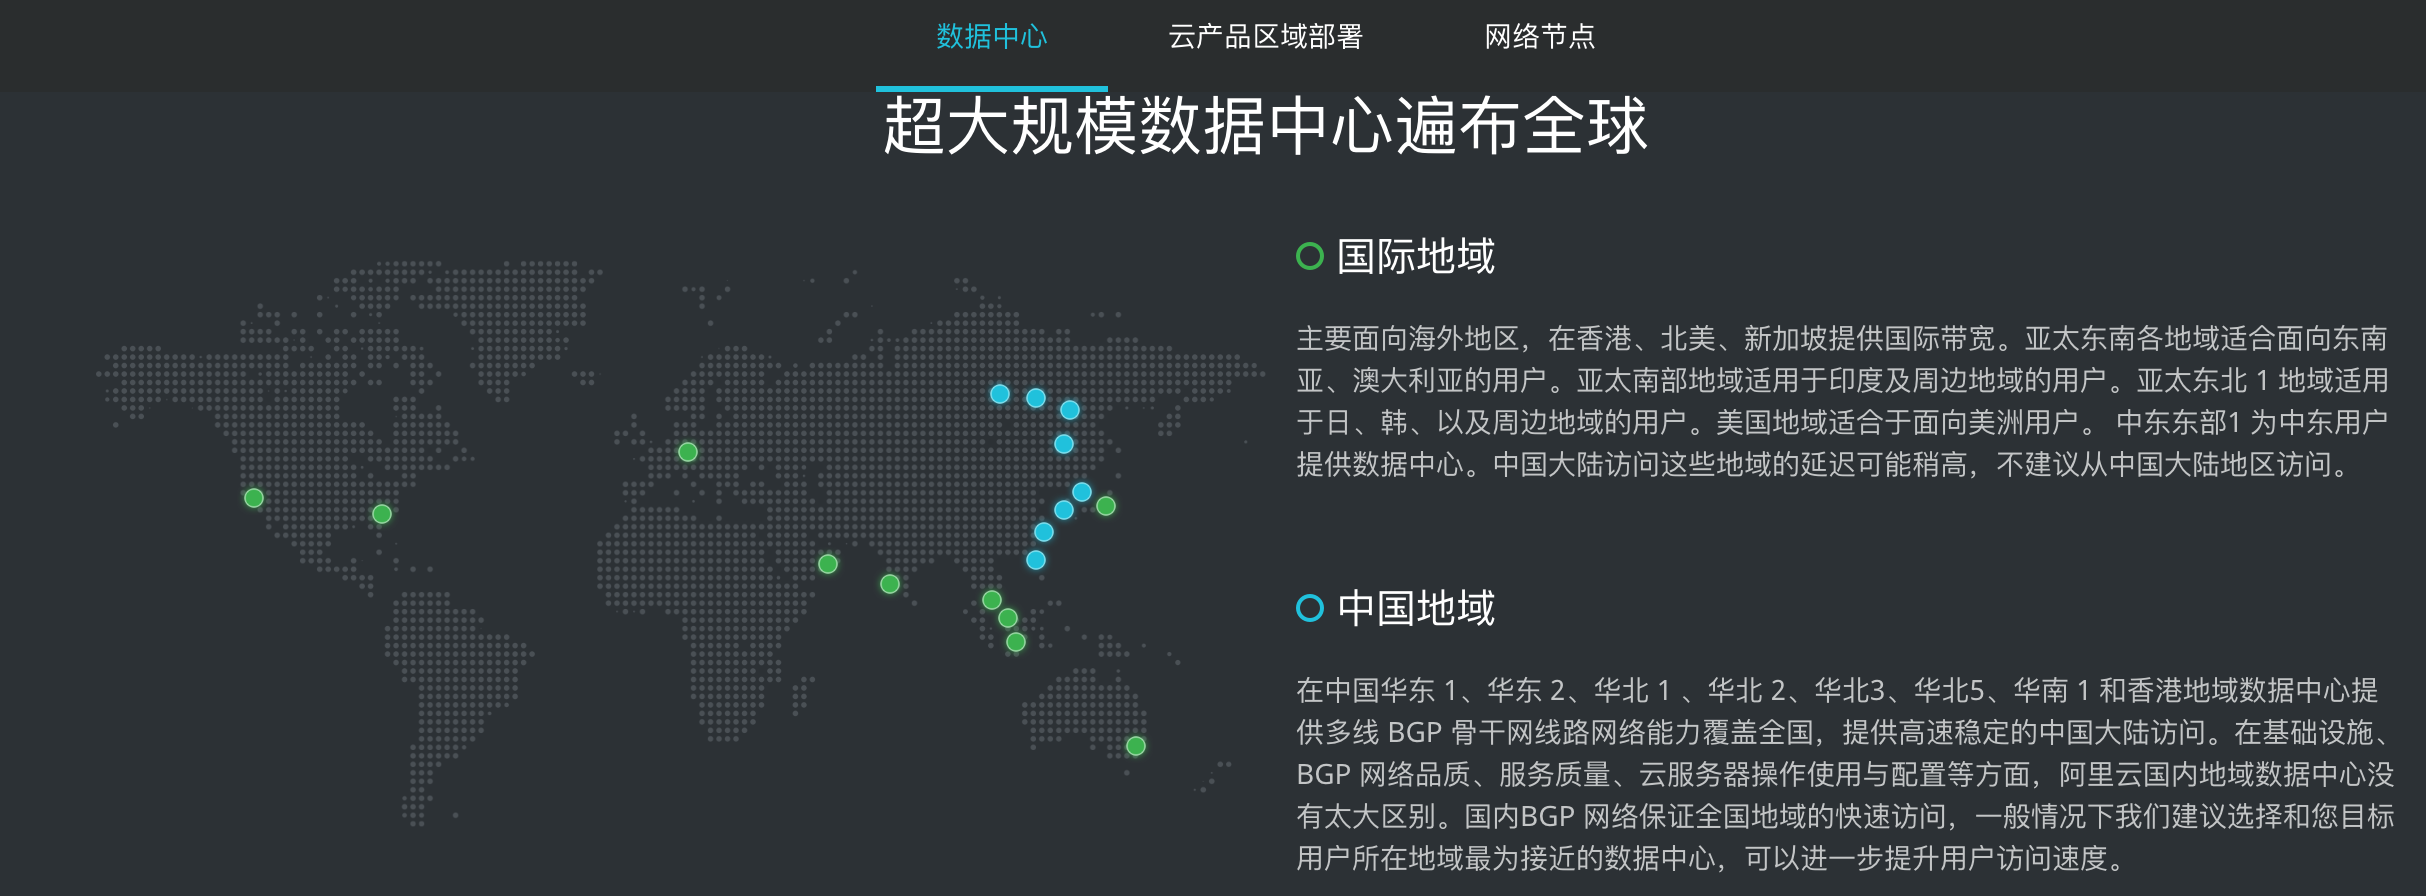 数据中心 云产品区域部署 网络节点
超大规模数据中心遍布全球
国际地域
主要面向海外地区，在香港、北美、新加坡提供国际带宽。亚太东南各地域适合面向东南
亚、澳大利亚的用户。亚太南部地域适用于印度及周边地域的用户。亚太东北 1 地域适用
于日、韩、以及周边地域的用户。美国地域适合于面向美洲用户。 中东东部1 为中东用户
提供数据中心。中国大陆访问这些地域的延迟可能稍高，不建议从中国大陆地区访问。
中国地域
在中国华东 1、华东 2、华北 1 、华北 2、华北3、华北5、华南 1 和香港地域数据中心提
供多线 BGP 骨干网线路网络能力覆盖全国，提供高速稳定的中国大陆访问。在基础设施、
BGP 网络品质、服务质量、云服务器操作使用与配置等方面，阿里云国内地域数据中心没
有太大区别。国内BGP 网络保证全国地域的快速访问，一般情况下我们建议选择和您目标
用户所在地域最为接近的数据中心，可以进一步提升用户访问速度。